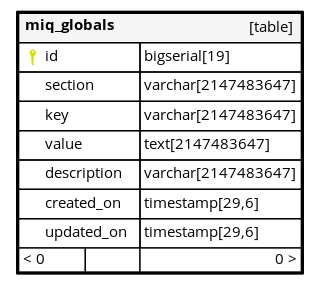 miq_globals [table]
id bigserial[19]
section varchar[2147483647]
key varchar[2147483647]
value text[2147483647]
description varchar[2147483647]
created_on timestamp[29,6]
updated_on timestamp[29,6]
< 0 0 >